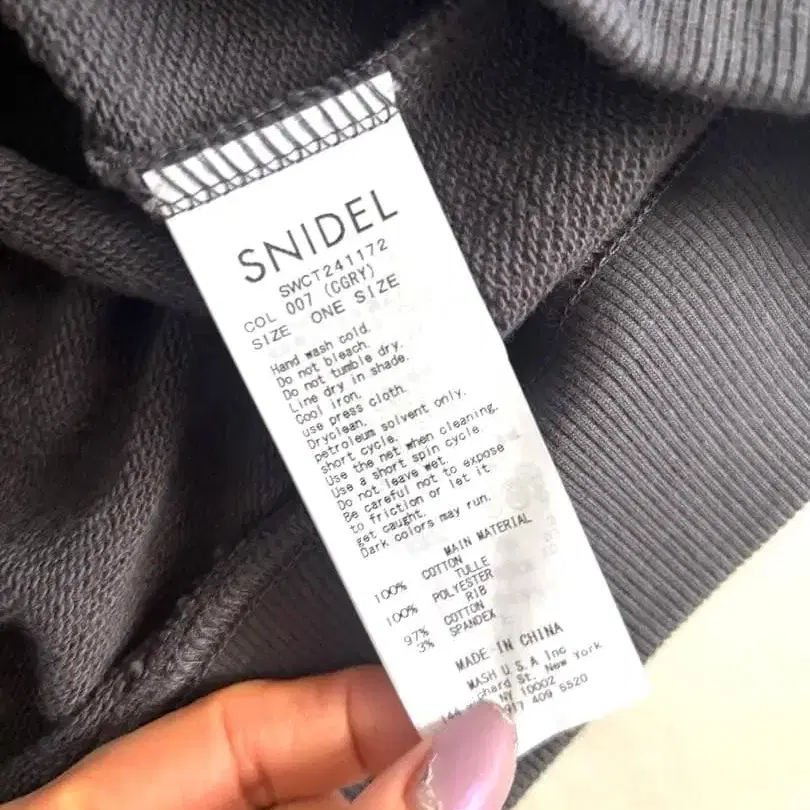 SNIDEL
SWCT241172
COL 007 (CGRY)
SIZE ONE SIZE
Hand wash cold.
Do not bleach.
Do not tumble dry.
Line dry in shade.
Cool iron.
use press cloth.
Dryclean.
petroleum solvent only.
short cycle.
Use the net when cleaning.
Use a short spin cycle.
Do not leave wet.
Be careful not to expose
to friction or let it
get caught.
Dark colors may run.
MAIN MATERIAL
100% COTTON
TULLE
100% POLYESTER
RIB
97% COTTON
3% SPANDEX
MADE IN CHINA
MASH U.S.A Inc
St. New York
NY 10002
917 409 5520